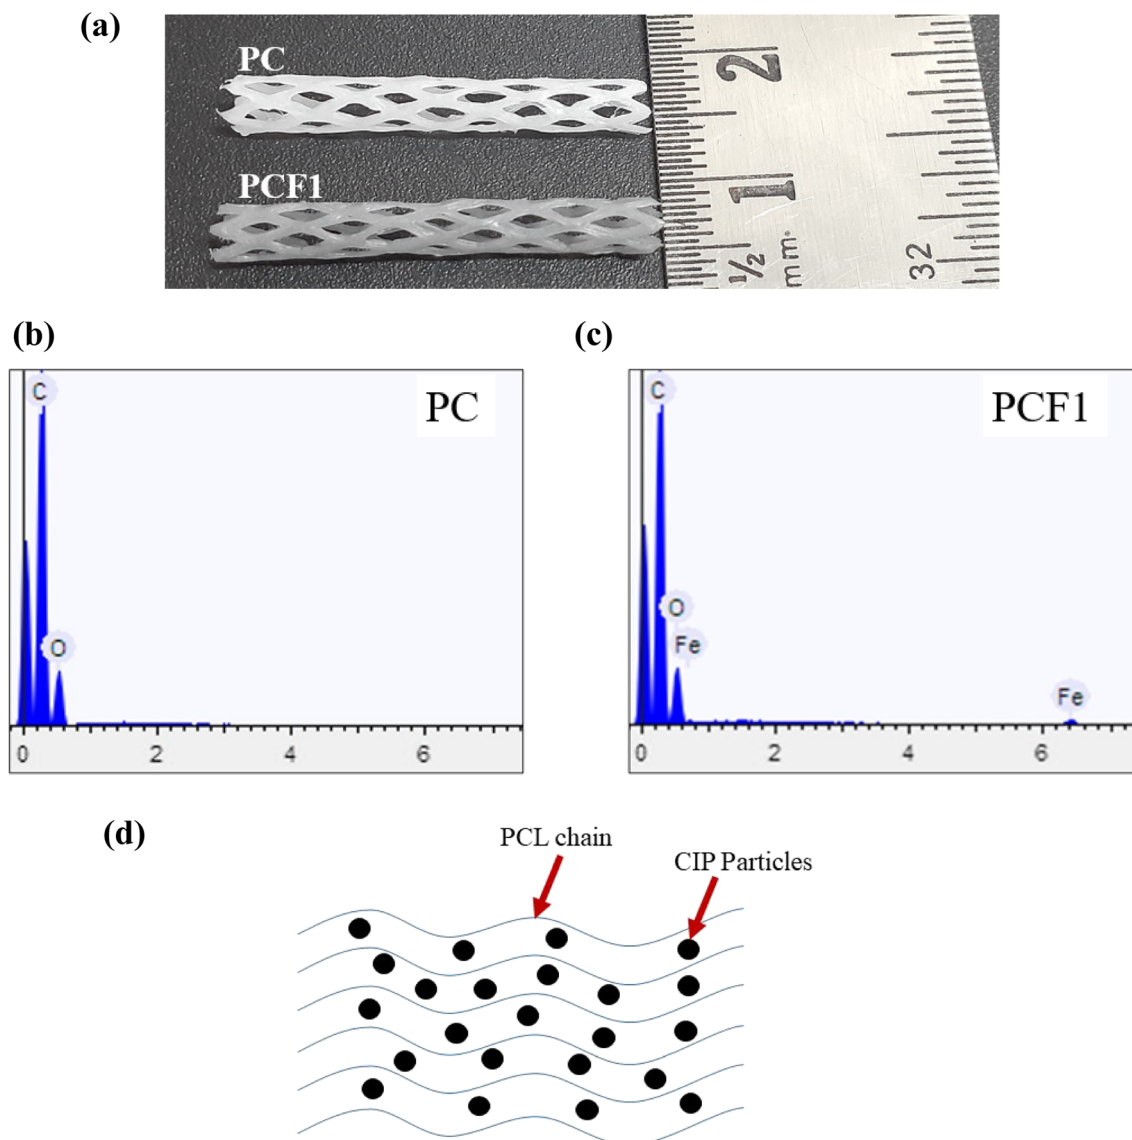 (a)
PC
PCF1
2
1
1/2
mm.
32
(b)
(c)
C
PC
O
0 2 4 6
C
PCF1
O
Fe
Fe
0 2 4 6
(d)
PCL chain
CIP Particles